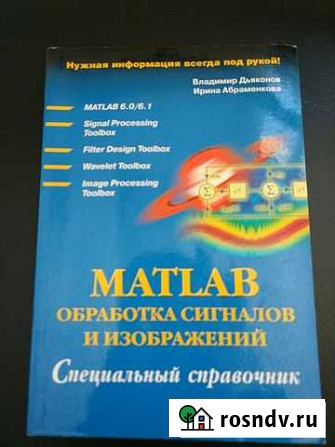 Нужная информация всегда под рукой!
Владимир Дьяконов
Ирина Абраменкова
MATLAB 6.0/6.1
Signal Processing
Toolbox
Filter Design Toolbox
Wavelet Toolbox
Image Processing
Toolbox
MATLAB
ОБРАБОТКА СИГНАЛОВ
И ИЗОБРАЖЕНИЙ
Специальный справочник
rosndv.ru